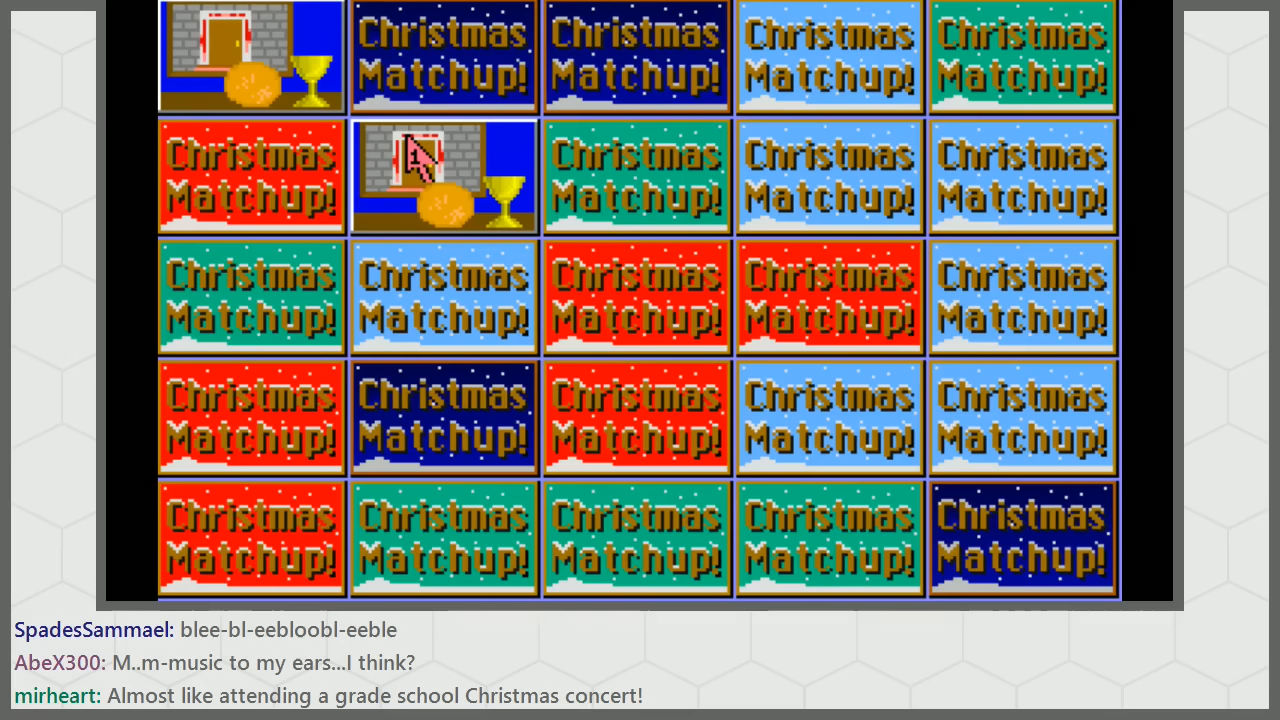 Christmas Christmas Christmas Christmas
Matchup! Matchup! Matchup! Matchup!
Christmas Christmas Christmas Christmas
Matchup! 1 Matchup! Matchup! Matchup!
Christmas Christmas Christmas Christmas Christmas
Matchup! Matchup! Matchup! Matchup! Matchup!
Christmas Christmas Christmas Christmas Christmas
Matchup! Matchup! Matchup! Matchup! Matchup!
Christmas Christmas Christmas Christmas Christmas
Matchup! Matchup! Matchup! Matchup! Matchup!
SpadesSammael: blee-bl-eebloobl-eeble
AbeX300: M..m-music to my ears...I think?
mirheart: Almost like attending a grade school Christmas concert!